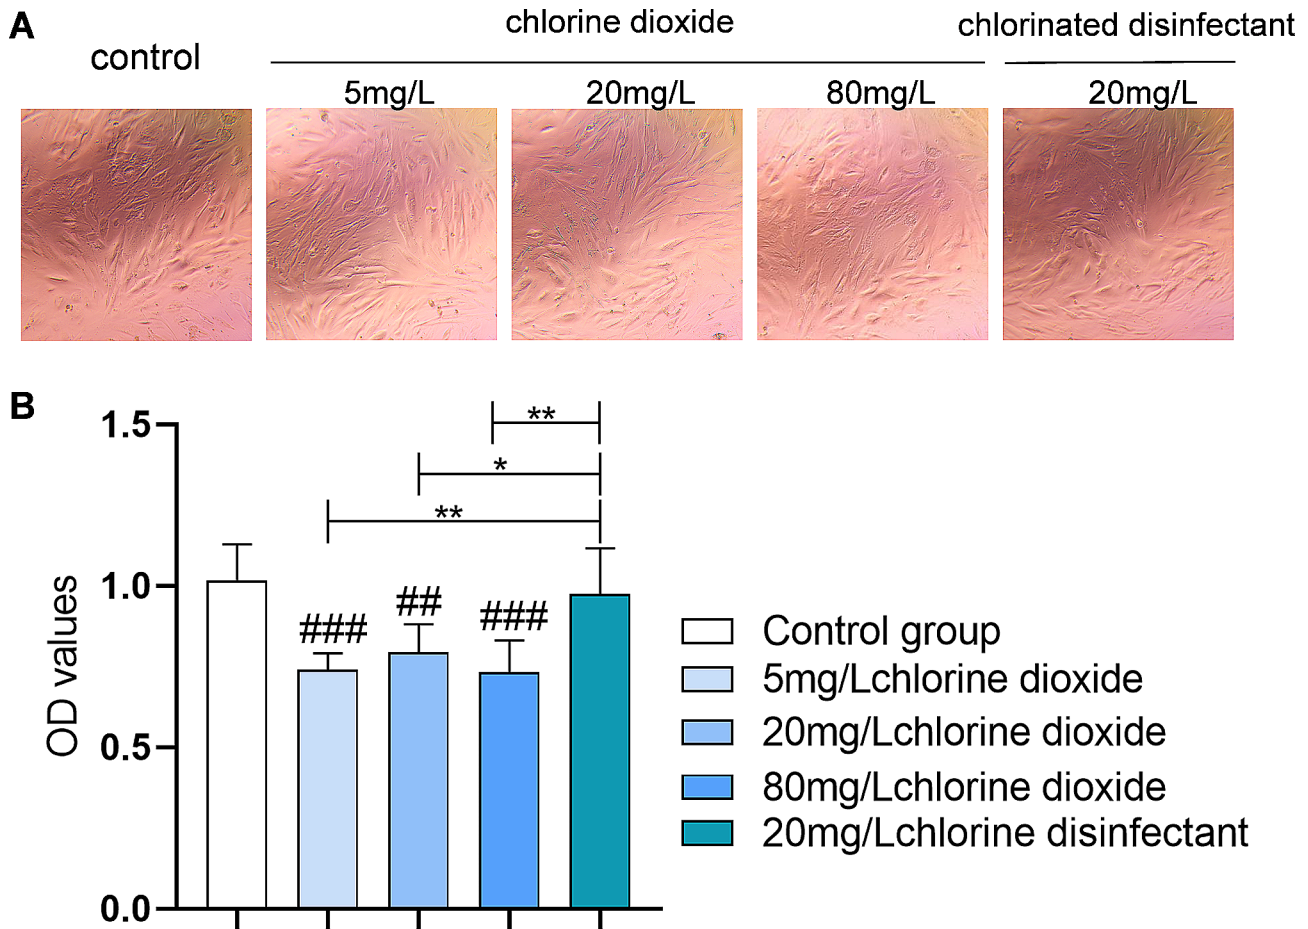 A
chlorine dioxide
chlorinated disinfectant
control
5mg/L
20mg/L
80mg/L
20mg/L
B
**
*
**
1.5
1.0
0.5
0.0
OD values
###
##
###
Control group
5mg/Lchlorine dioxide
20mg/Lchlorine dioxide
80mg/Lchlorine dioxide
20mg/Lchlorine disinfectant